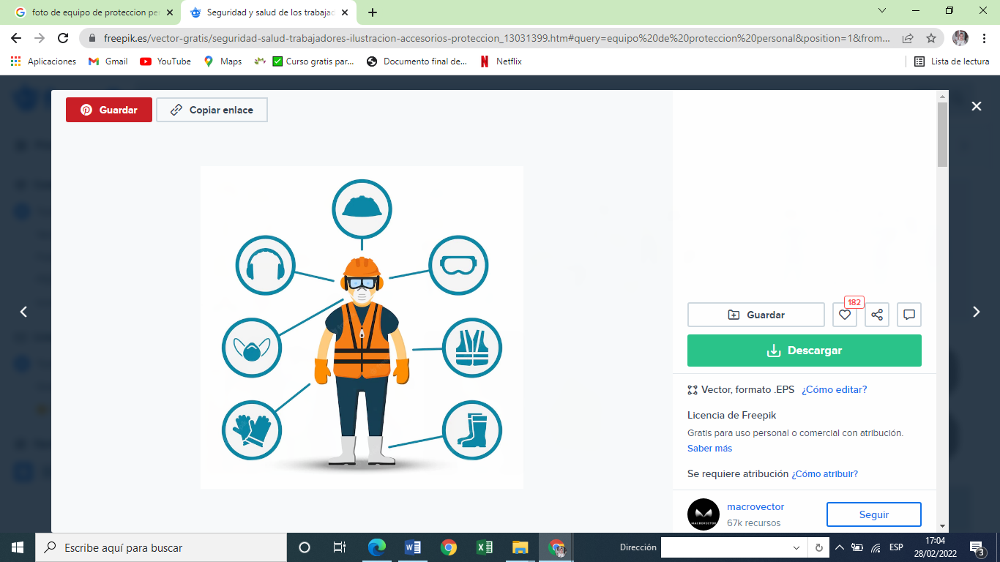 foto de equipo de proteccion per
Seguridad y salud de los trabajad
freepik.es/vector-gratis/seguridad-salud-trabajadores-ilustracion-accesorios-proteccion_13031399.htm#query=equipo%20de%20proteccion%20personal&position=1&from...
Aplicaciones
Gmail
YouTube
Maps
Curso gratis par...
Documento final de...
Netflix
Lista de lectura
Guardar
Copiar enlace
182
Guardar
Descargar
Vector, formato .EPS ¿Cómo editar?
Licencia de Freepik
Gratis para uso personal o comercial con atribución.
Saber más
Se requiere atribución ¿Cómo atribuir?
macrovector
67k recursos
MACROVECTOR
Seguir
Escribe aquí para buscar
Dirección
ESP
17:04
28/02/2022
3